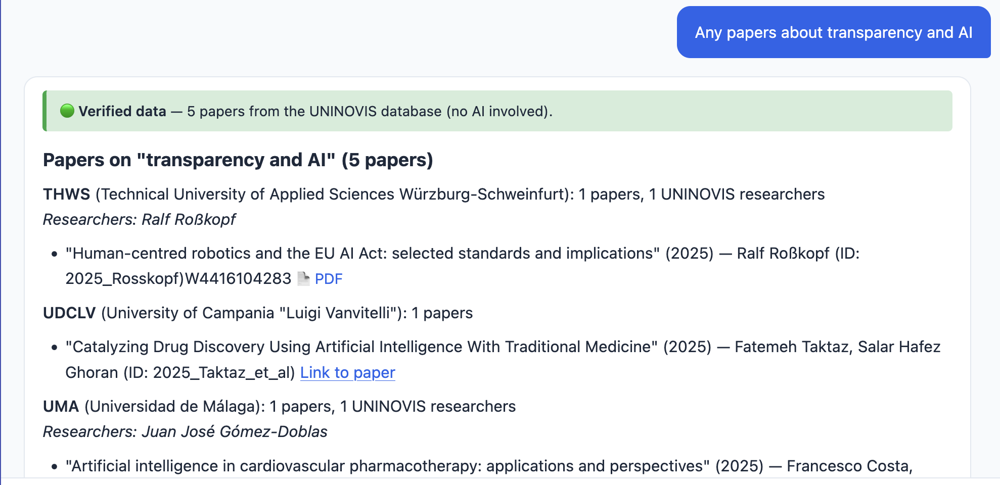 Any papers about transparency and AI
Verified data — 5 papers from the UNINOVIS database (no AI involved).
Papers on "transparency and AI" (5 papers)
THWS (Technical University of Applied Sciences Würzburg-Schweinfurt): 1 papers, 1 UNINOVIS researchers
Researchers: Ralf Roßkopf
• "Human-centred robotics and the EU AI Act: selected standards and implications" (2025) — Ralf Roßkopf (ID:
2025_Rosskopf)W4416104283 PDF
UDCLV (University of Campania "Luigi Vanvitelli"): 1 papers
• "Catalyzing Drug Discovery Using Artificial Intelligence With Traditional Medicine" (2025) — Fatemeh Taktaz, Salar Hafez
Ghoran (ID: 2025_Taktaz_et_al) Link to paper
UMA (Universidad de Málaga): 1 papers, 1 UNINOVIS researchers
Researchers: Juan José Gómez-Doblas
• "Artificial intelligence in cardiovascular pharmacotherapy: applications and perspectives" (2025) — Francesco Costa,